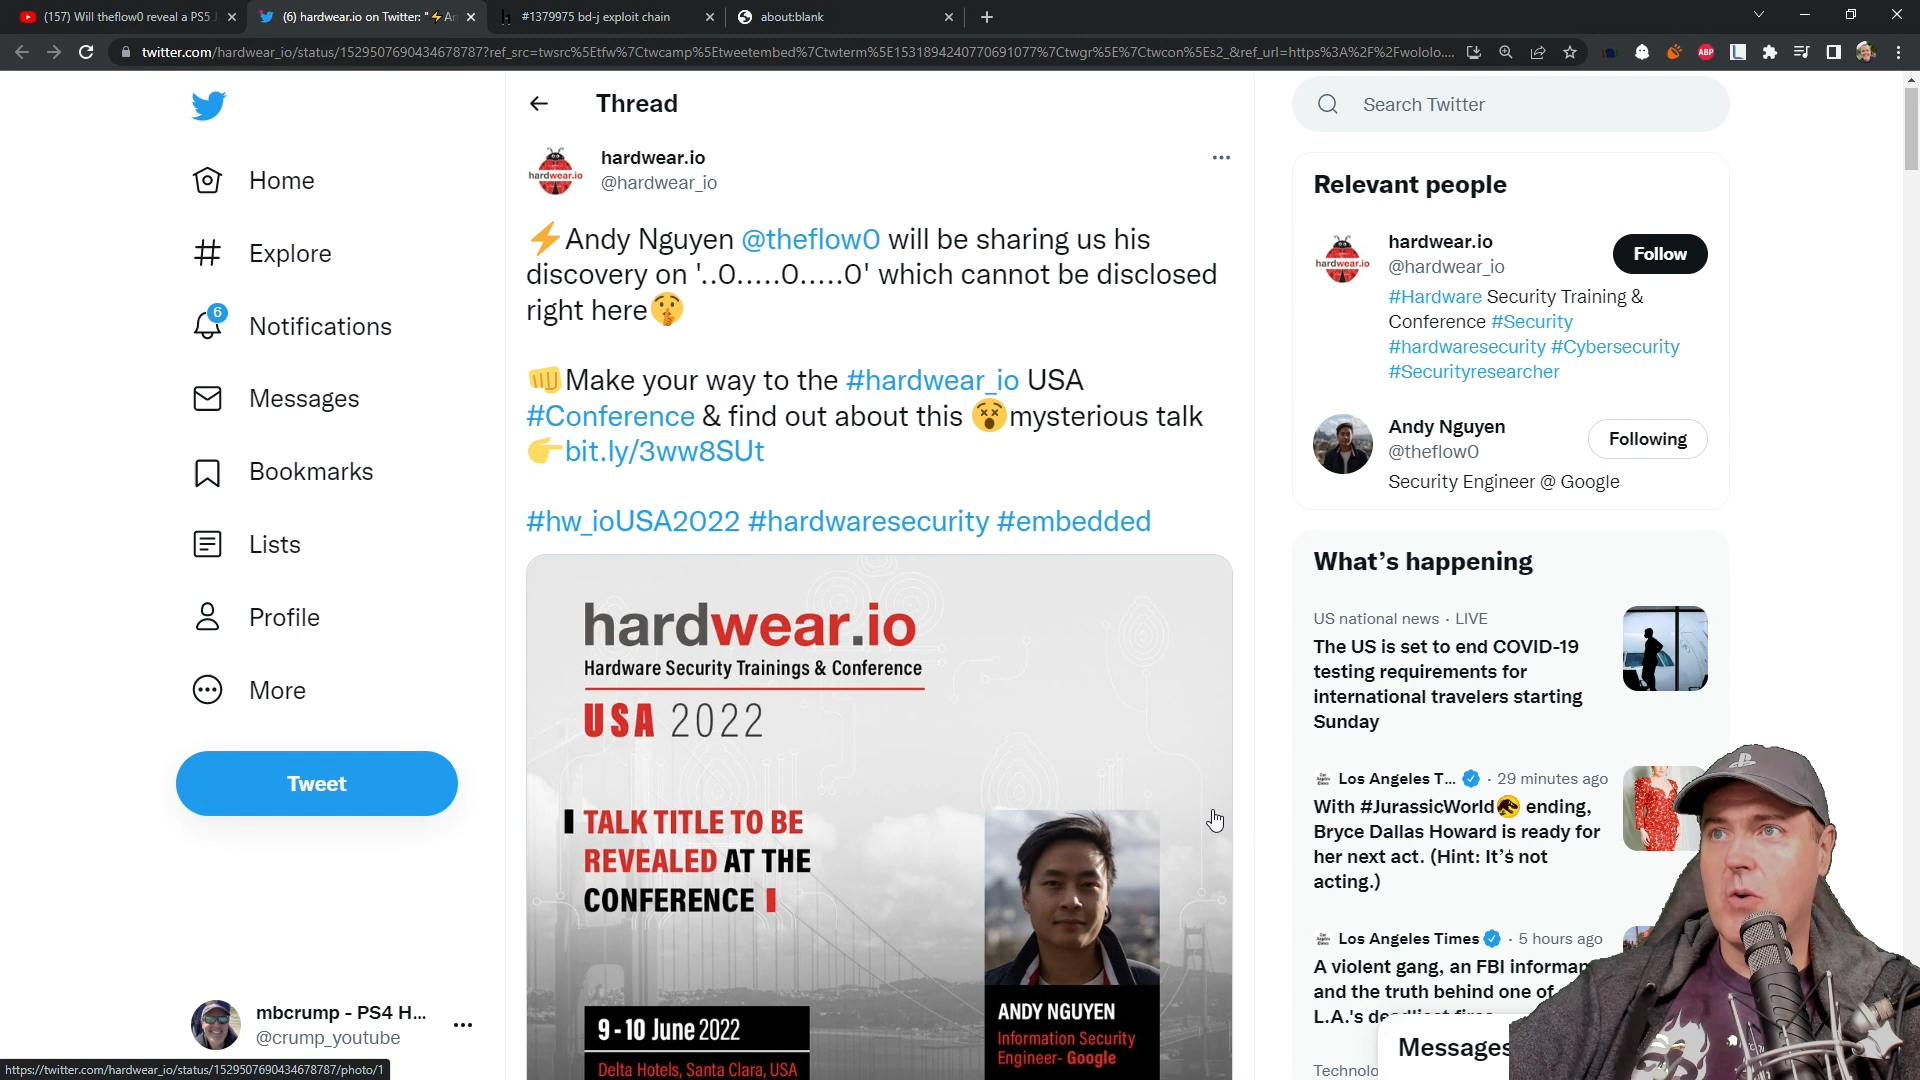 (157) Will theflow0 reveal a PS5 J
(6) hardwear.io on Twitter: "⚡An
#1379975 bd-j exploit chain
about:blank
twitter.com/hardwear_io/status/1529507690434678787?ref_src=twsrc%5Etfw%7Ctwcamp%5Etweetembed%7Ctwterm%5E1531894240770691077%7Ctwgr%5E%7Ctwcon%5Es2_&ref_url=https%3A%2F%2Fwololo....
ABP
Home
Explore
6
Notifications
Messages
Bookmarks
Lists
Profile
More
Tweet
mbcrump - PS4 H...
@crump_youtube
https://twitter.com/hardwear_io/status/1529507690434678787/photo/1
Thread
hardwear.io
hardwear.io
@hardwear_io
⚡Andy Nguyen @theflow0 will be sharing us his
discovery on '..0.....0.....0' which cannot be disclosed
right here🤫
👊Make your way to the #hardwear_io USA
#Conference & find out about this 😵mysterious talk
👉bit.ly/3ww8SUt
#hw_ioUSA2022 #hardwaresecurity #embedded
hardwear.io
Hardware Security Trainings & Conference
USA 2022
TALK TITLE TO BE
REVEALED AT THE
CONFERENCE
9 - 10 June 2022
Delta Hotels, Santa Clara, USA
ANDY NGUYEN
Information Security
Engineer- Google
Search Twitter
Relevant people
hardwear.io
hardwear.io
@hardwear_io
Follow
#Hardware Security Training &
Conference #Security
#hardwaresecurity #Cybersecurity
#Securityresearcher
Andy Nguyen
@theflow0
Following
Security Engineer @ Google
What's happening
US national news · LIVE
The US is set to end COVID-19
testing requirements for
international travelers starting
Sunday
Los Angeles T... · 29 minutes ago
With #JurassicWorld ending,
Bryce Dallas Howard is ready for
her next act. (Hint: It's not
acting.)
Los Angeles Times · 5 hours ago
A violent gang, an FBI informan
and the truth behind one of
L.A.'s
Technolo
Messages